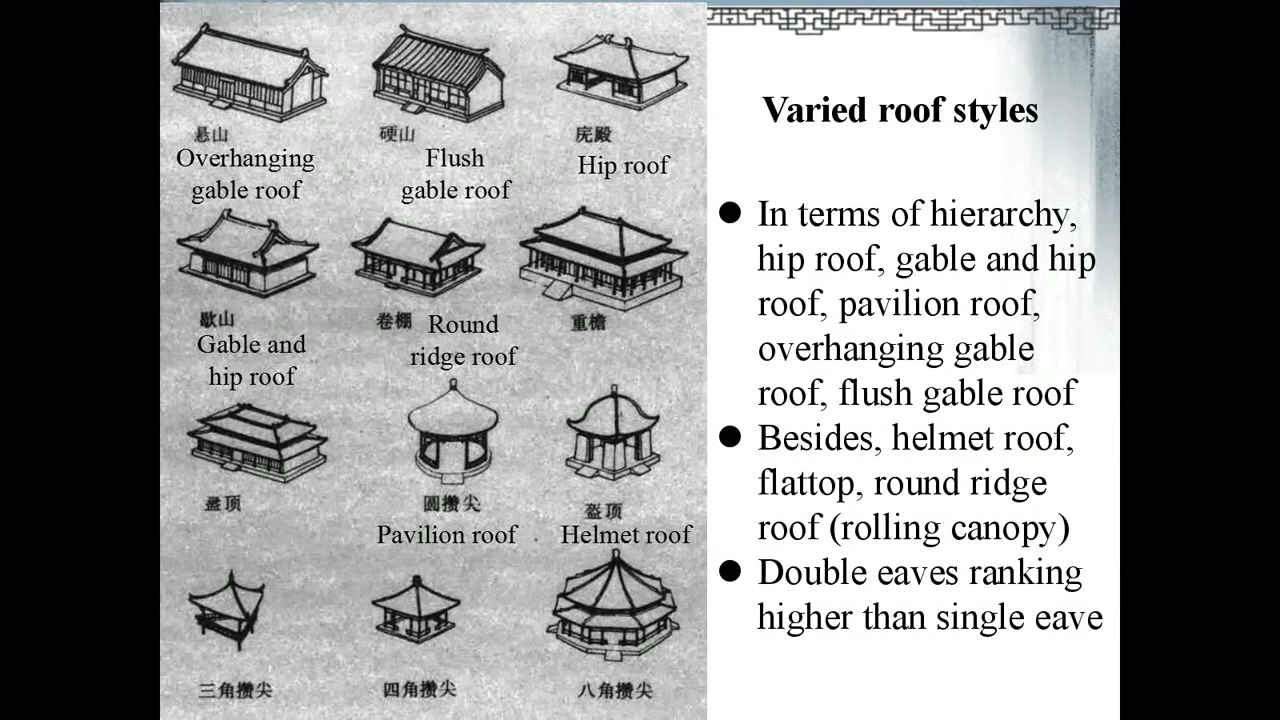 悬山
硬山
庑殿
Overhanging
gable roof
Flush
gable roof
Hip roof
歇山
卷棚
重檐
Gable and
hip roof
Round
ridge roof
盝顶
圆攒尖
盔顶
Pavilion roof
Helmet roof
三角攒尖
四角攒尖
八角攒尖
Varied roof styles
● In terms of hierarchy,
hip roof, gable and hip
roof, pavilion roof,
overhanging gable
roof, flush gable roof
● Besides, helmet roof,
flattop, round ridge
roof (rolling canopy)
● Double eaves ranking
higher than single eave